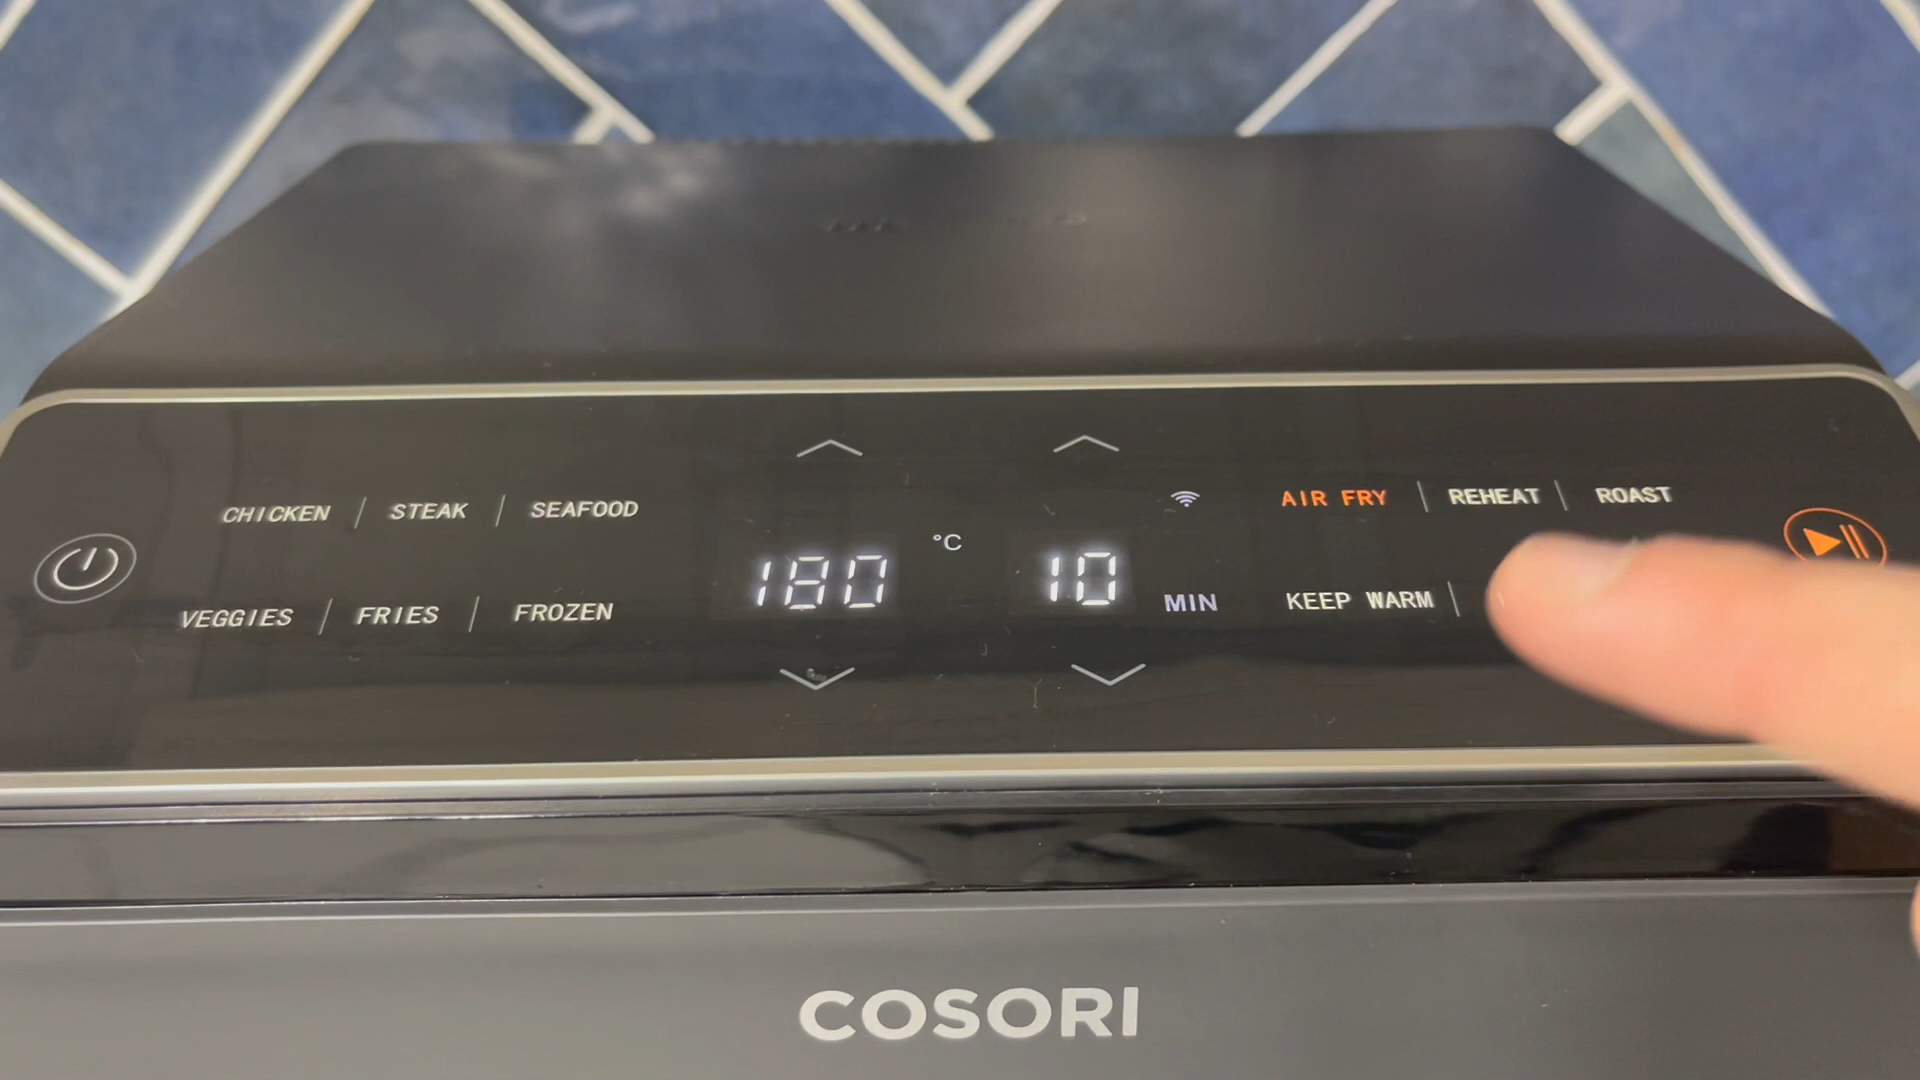 CHICKEN | STEAK | SEAFOOD
VEGGIES | FRIES | FROZEN
180 °C
10 MIN
AIR FRY | REHEAT | ROAST
KEEP WARM |
COSORI